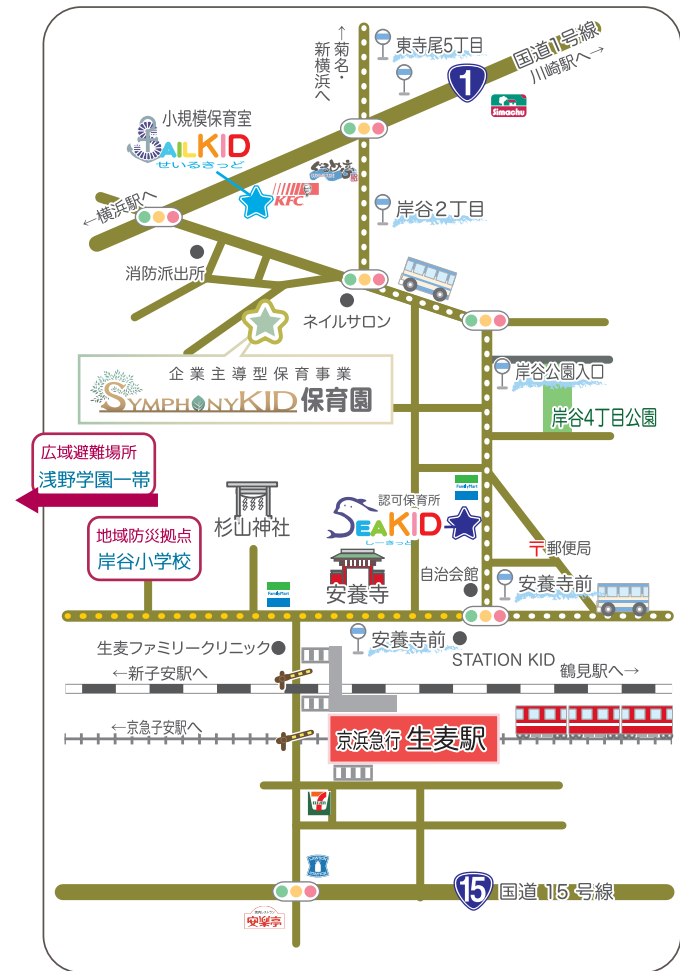 ←菊名・
新横浜へ
東寺尾5丁目
国道1号線
川崎駅へ→
1
Simachu
小規模保育室
SAILKID
せいるきっど
くるめ亭
KFC
←横浜駅へ
岸谷2丁目
消防派出所
ネイルサロン
企業主導型保育事業
SYMPHONYKID保育園
岸谷公園入口
岸谷4丁目公園
広域避難場所
浅野学園一帯
地域防災拠点
岸谷小学校
杉山神社
FamilyMart
認可保育所
SEAKID
しーきっど
〒郵便局
安養寺
自治会館
安養寺前
FamilyMart
生麦ファミリークリニック
安養寺前
STATION KID
←新子安駅へ
鶴見駅へ→
←京急子安駅へ
京浜急行 生麦駅
15
国道15号線
安楽亭